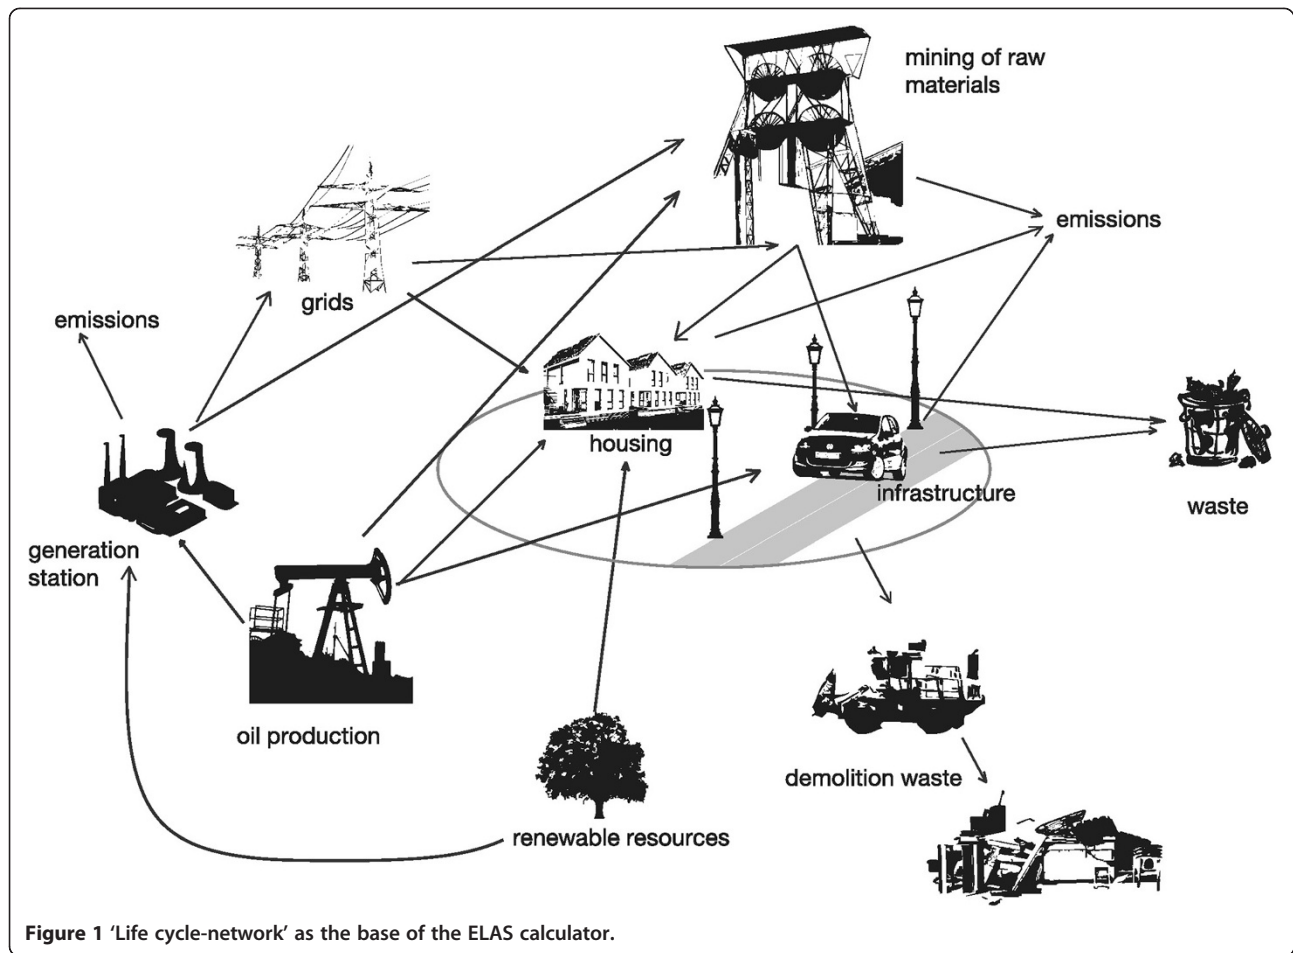 mining of raw
materials
emissions
grids
emissions
housing
infrastructure
waste
generation
station
oil production
demolition waste
renewable resources
Figure 1 ‘Life cycle-network’ as the base of the ELAS calculator.